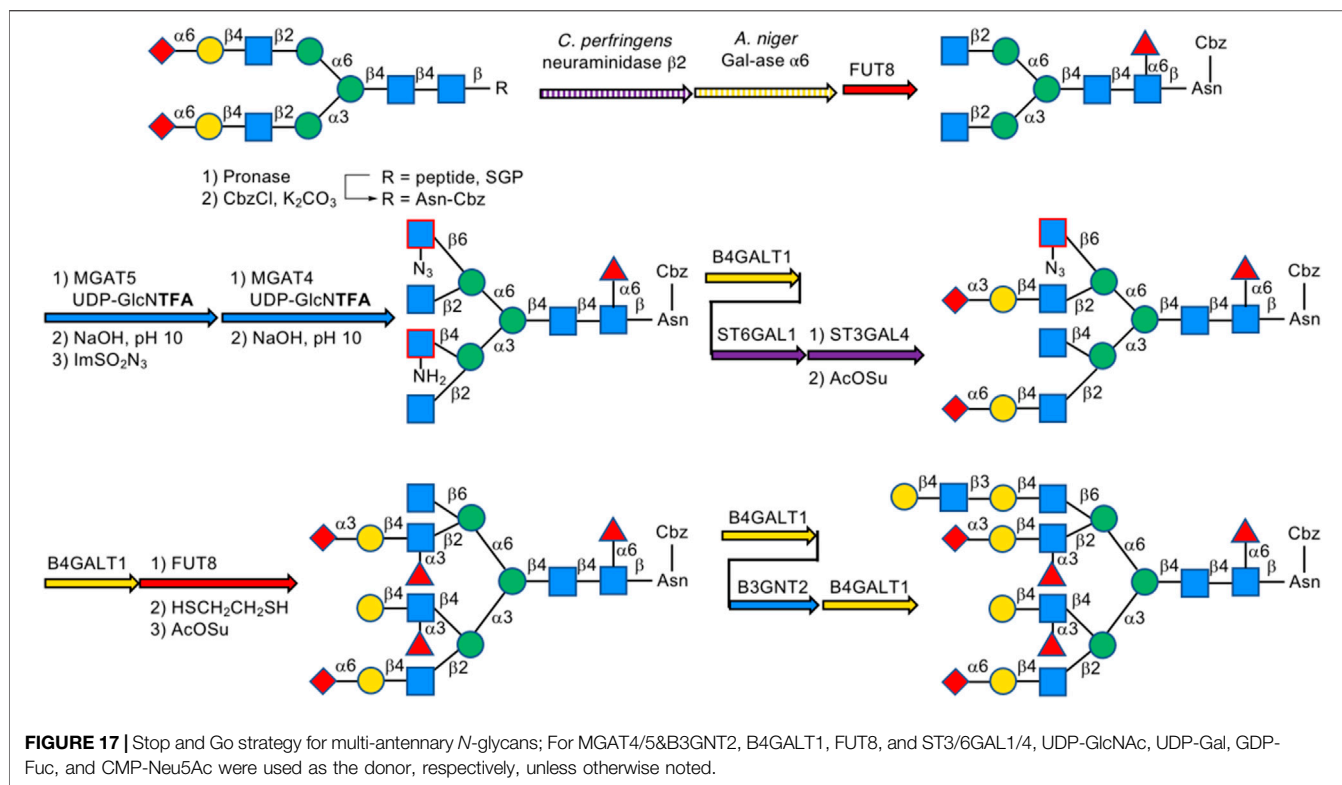 α6 β4 β2 α6 β4 β4 β R
α6 β4 β2 α3
C. perfringens
neuraminidase β2
A. niger
Gal-ase α6
FUT8
β2 α6 β4 β4 α6 β Cbz
Asn
β2 α3
1) Pronase
2) CbzCl, K₂CO₃
R = peptide, SGP
R = Asn-Cbz
1) MGAT5
UDP-GlcNTFA
2) NaOH, pH 10
3) ImSO₂N₃
1) MGAT4
UDP-GlcNTFA
2) NaOH, pH 10
β6
N₃
β2 α6 β4 β4 α6 β Cbz
Asn
β4 α3
NH₂
β2
B4GALT1
ST6GAL1
1) ST3GAL4
2) AcOSu
β6
N₃
α3 β4 β2 α6 β4 β4 α6 β Cbz
Asn
β4 α3
α6 β4 β2
B4GALT1
1) FUT8
2) HSCH₂CH₂SH
3) AcOSu
β6
α3 β4 β2 α6 β4 β4 α6 β Cbz
Asn
α3
β4 β4 α3
α3
α6 β4 β2
B4GALT1
B3GNT2
B4GALT1
β4 β3 β4 β6
α3 β4 β2 α6 β4 β4 α6 β Cbz
Asn
α3
β4 β4 α3
α3
α6 β4 β2
FIGURE 17 | Stop and Go strategy for multi-antennary N-glycans; For MGAT4/5&B3GNT2, B4GALT1, FUT8, and ST3/6GAL1/4, UDP-GlcNAc, UDP-Gal, GDP-
Fuc, and CMP-Neu5Ac were used as the donor, respectively, unless otherwise noted.